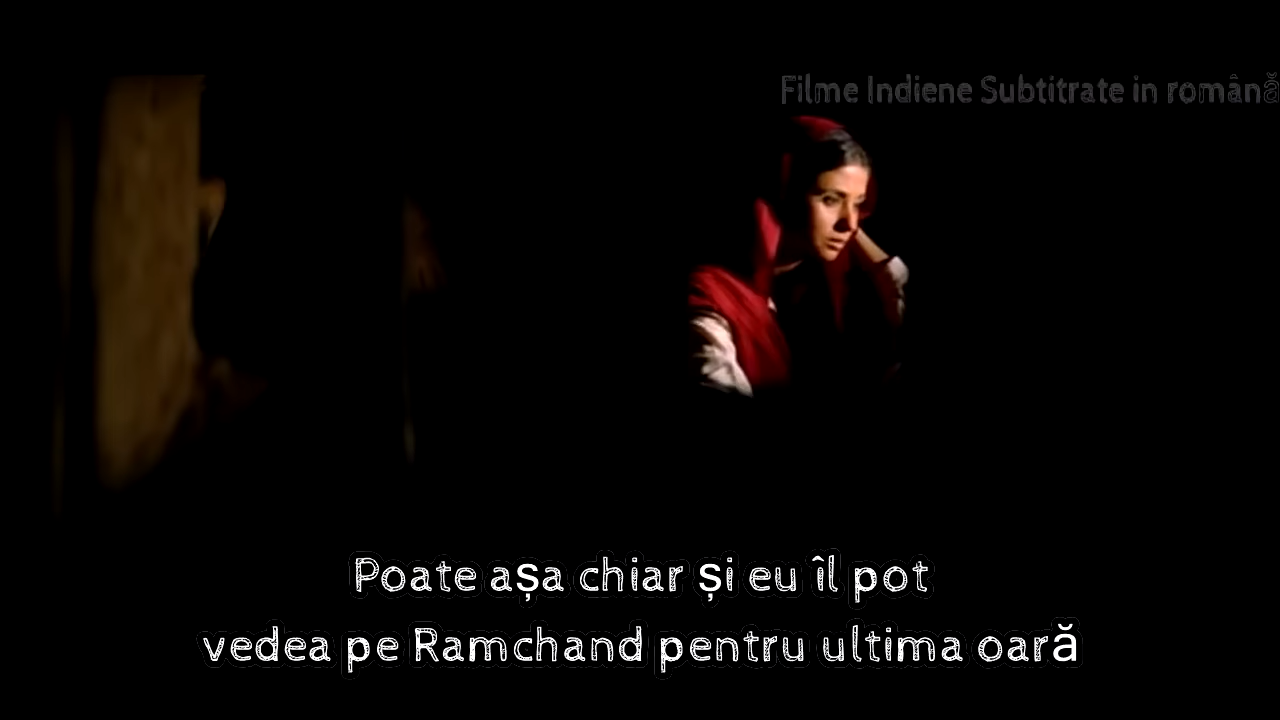 Filme Indiene Subtitrate in română
Poate așa chiar și eu îl pot
vedea pe Ramchand pentru ultima oară